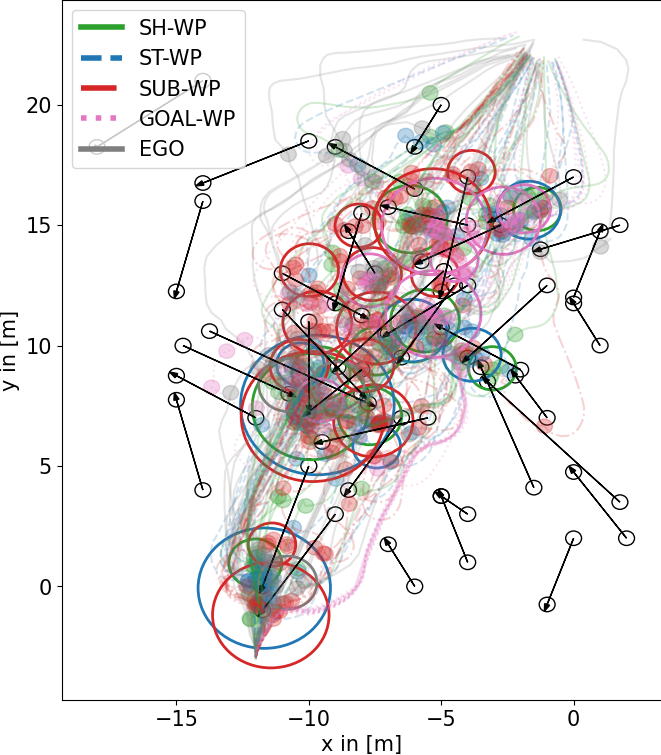 SH-WP
ST-WP
SUB-WP
GOAL-WP
EGO
20
15
10
5
0
y in [m]
−15
−10
−5
0
x in [m]